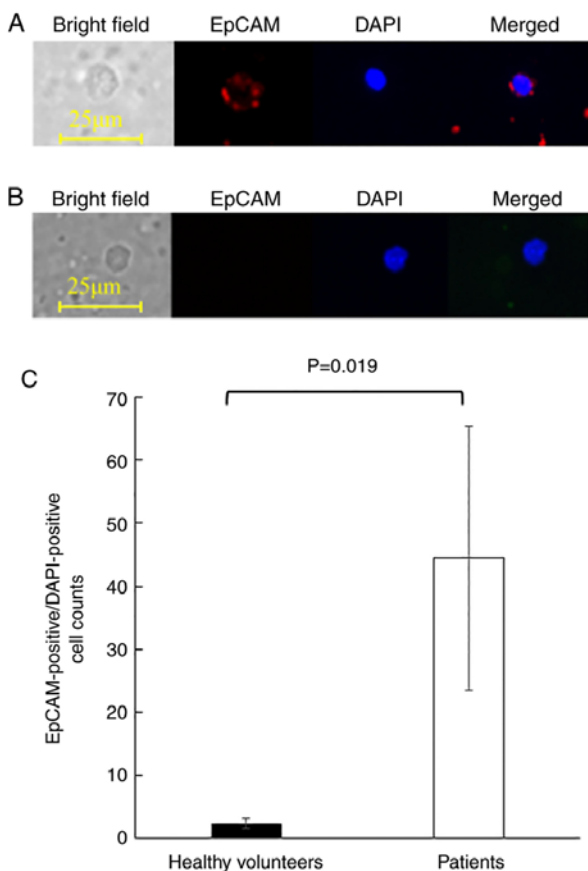 A
Bright field EpCAM DAPI Merged
25μm
B
Bright field EpCAM DAPI Merged
25μm
C
P=0.019
70
60
50
40
30
20
10
0
EpCAM-positive/DAPI-positive
cell counts
Healthy volunteers Patients